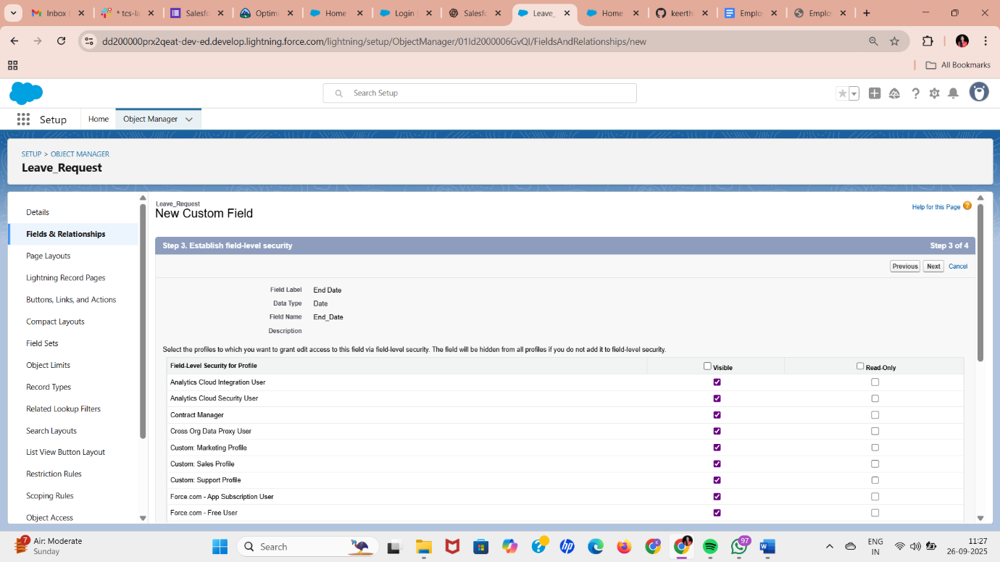 Inbox (
* tcs-la
Salesfo
Optimi
Home
Login (
Salesfo
Leave_
Home
keerth
Emplo
Emplo
dd200000prx2qeat-dev-ed.develop.lightning.force.com/lightning/setup/ObjectManager/01Id2000006GvQI/FieldsAndRelationships/new
All Bookmarks
Search Setup
Setup
Home
Object Manager
SETUP > OBJECT MANAGER
Leave_Request
Details
Fields & Relationships
Page Layouts
Lightning Record Pages
Buttons, Links, and Actions
Compact Layouts
Field Sets
Object Limits
Record Types
Related Lookup Filters
Search Layouts
List View Button Layout
Restriction Rules
Scoping Rules
Object Access
Leave_Request
New Custom Field
Help for this Page
Step 3. Establish field-level security
Step 3 of 4
Previous Next Cancel
Field Label End Date
Data Type Date
Field Name End_Date
Description
Select the profiles to which you want to grant edit access to this field via field-level security. The field will be hidden from all profiles if you do not add it to field-level security.
Field-Level Security for Profile Visible Read-Only
Analytics Cloud Integration User
Analytics Cloud Security User
Contract Manager
Cross Org Data Proxy User
Custom: Marketing Profile
Custom: Sales Profile
Custom: Support Profile
Force.com - App Subscription User
Force.com - Free User
7
Air: Moderate
Sunday
Search
97
ENG
IN
11:27
26-09-2025